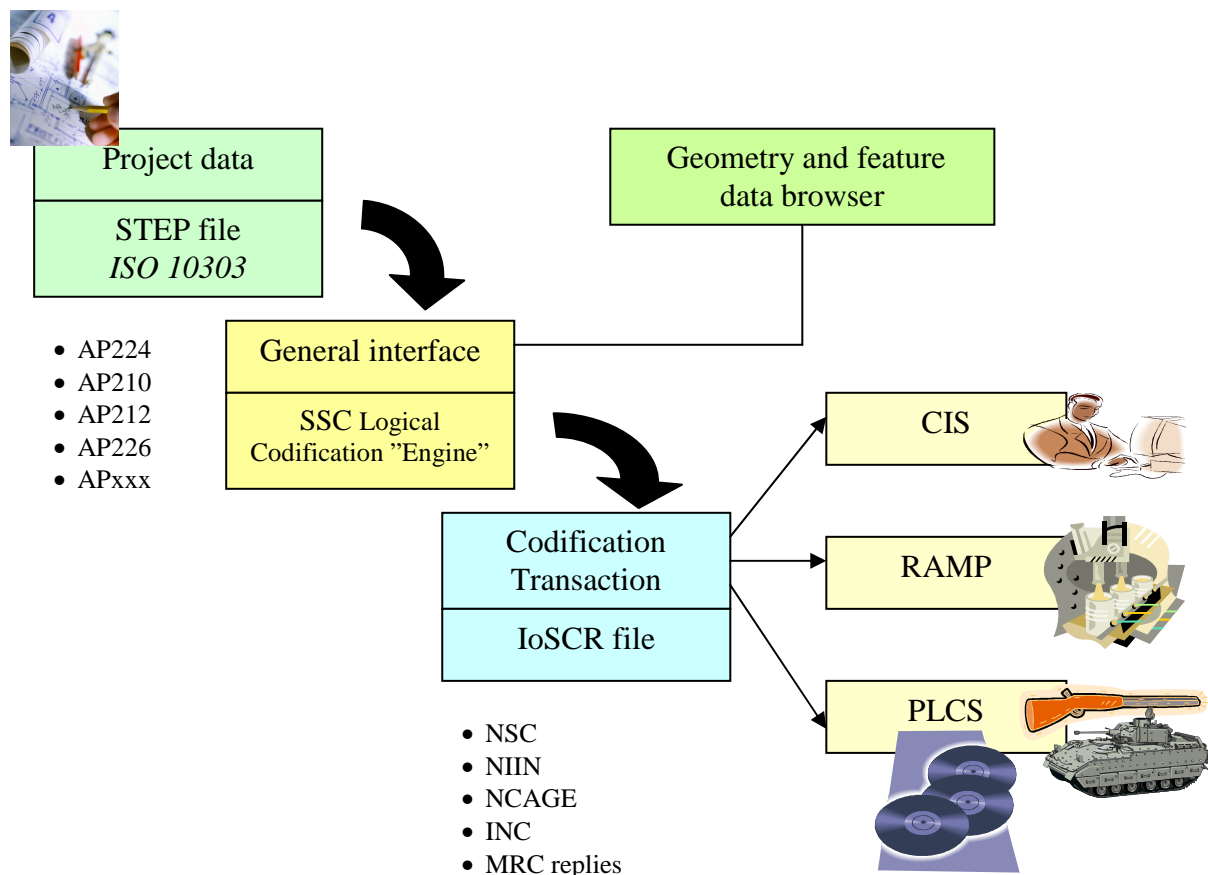 Project data
STEP file
ISO 10303
• AP224
• AP210
• AP212
• AP226
• APxxx
Geometry and feature
data browser
General interface
SSC Logical
Codification ”Engine”
Codification
Transaction
IoSCR file
• NSC
• NIIN
• NCAGE
• INC
• MRC replies
CIS
RAMP
PLCS